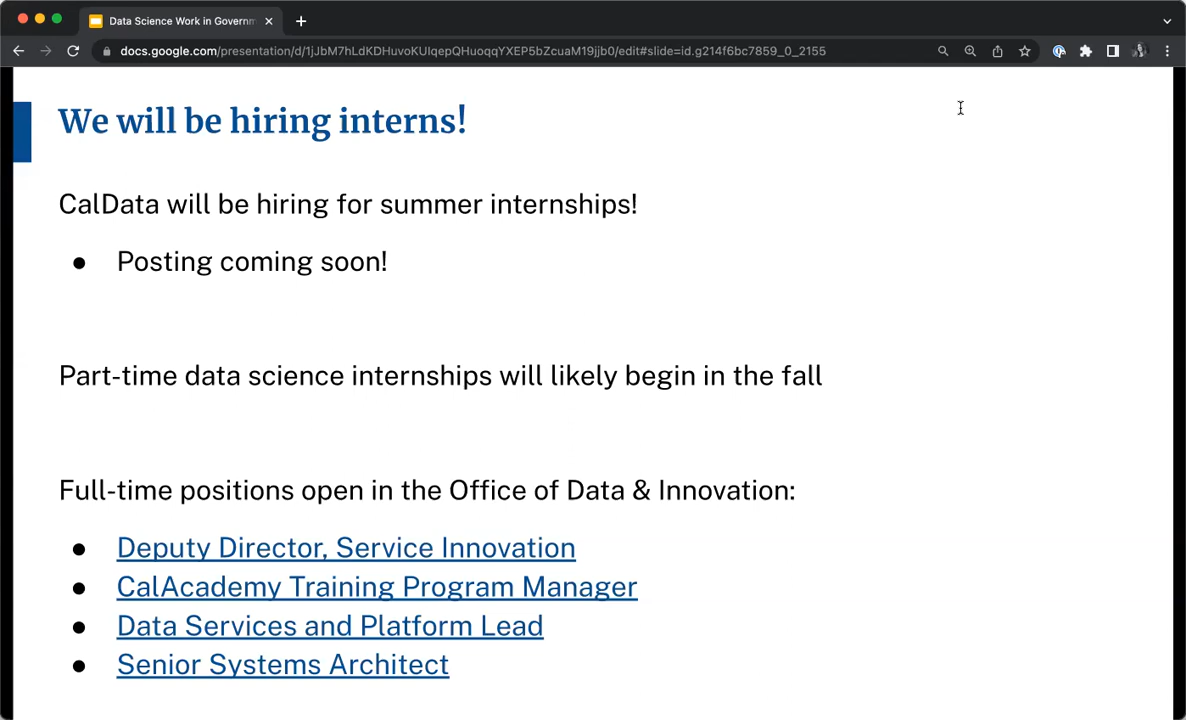 Data Science Work in Governm
docs.google.com/presentation/d/1jJbM7hLdKDHuvoKUIqepQHuoqqYXEP5bZcuaM19jjb0/edit#slide=id.g214f6bc7859_0_2155
We will be hiring interns!
CalData will be hiring for summer internships!
● Posting coming soon!
Part-time data science internships will likely begin in the fall
Full-time positions open in the Office of Data & Innovation:
● Deputy Director, Service Innovation
● CalAcademy Training Program Manager
● Data Services and Platform Lead
● Senior Systems Architect